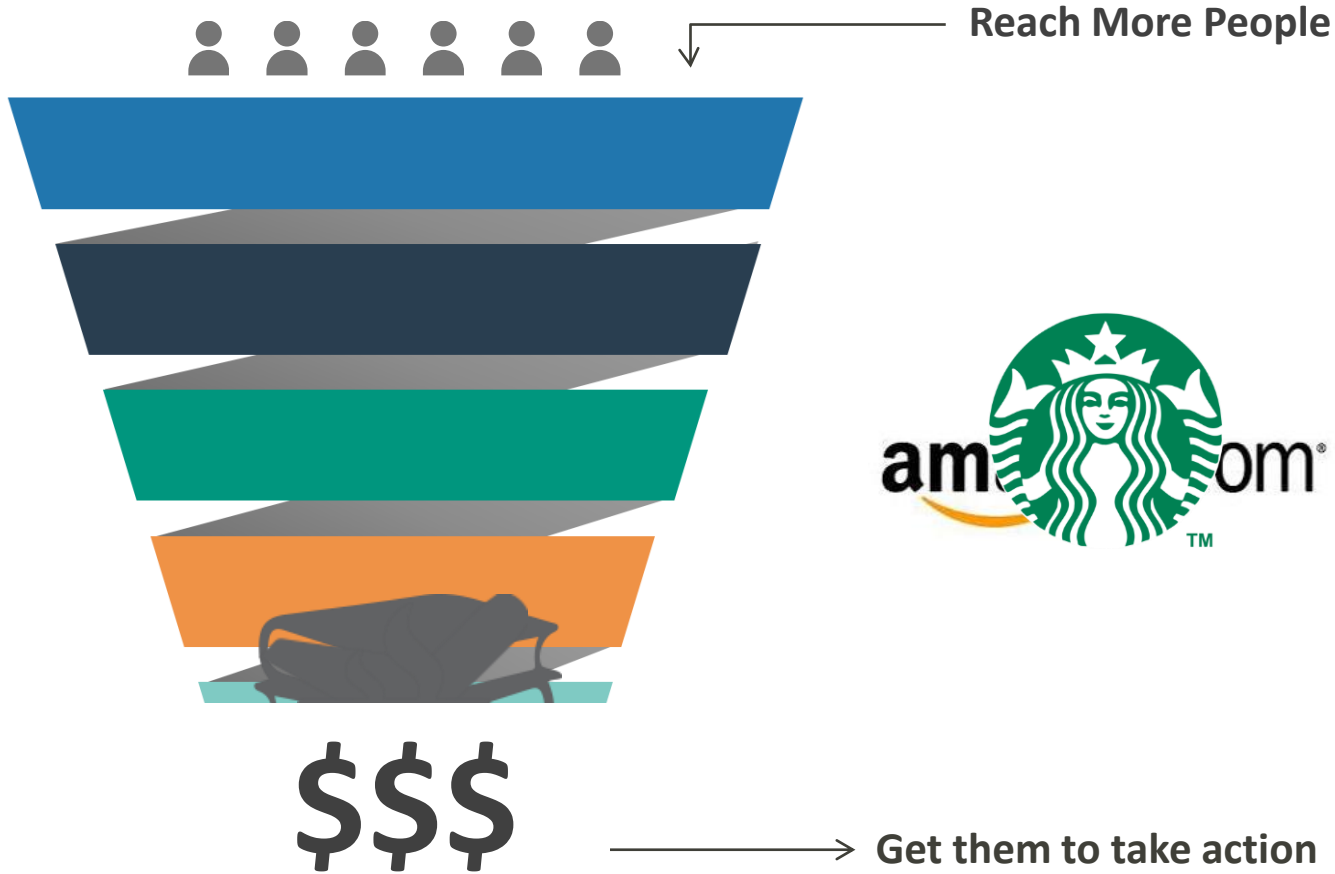 Reach More People
am om®
TM
$$$
Get them to take action